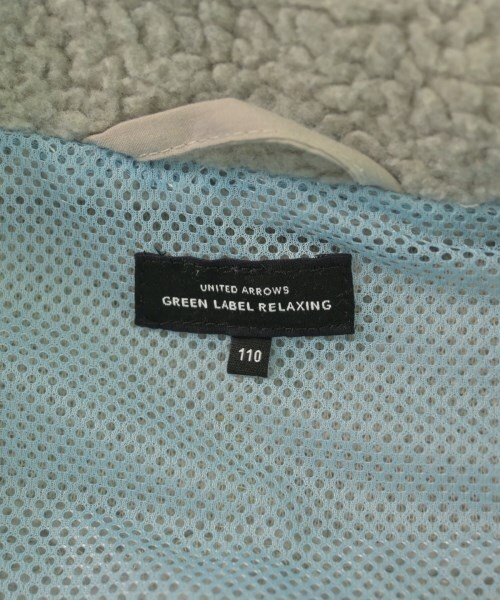 UNITED ARROWS
GREEN LABEL RELAXING
110